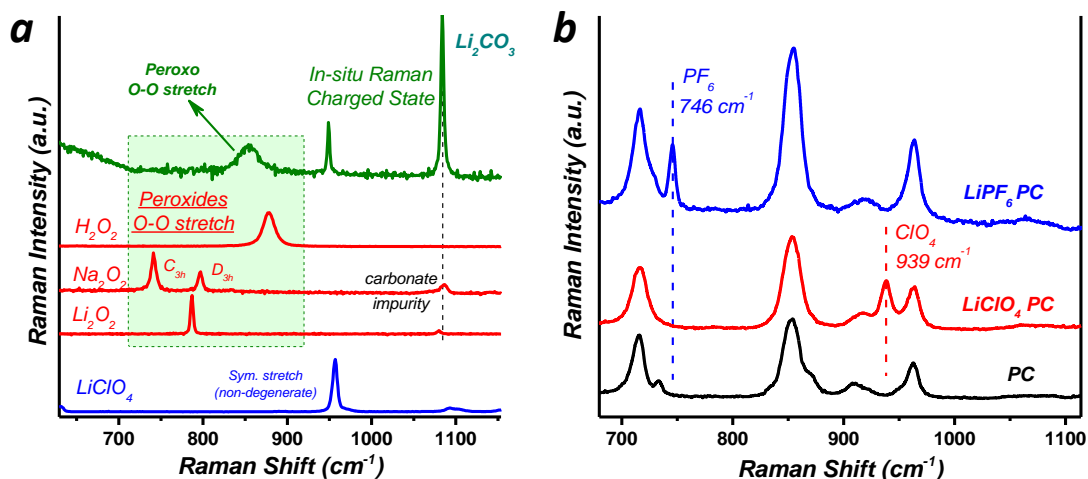 a
Raman Intensity (a.u.)
Peroxo
O-O stretch
In-situ Raman
Charged State
Li₂CO₃
Peroxides
O-O stretch
H₂O₂
Na₂O₂
C₃ₕ
D₃ₕ
carbonate
impurity
Li₂O₂
LiClO₄
Sym. stretch
(non-degenerate)
700 800 900 1000 1100
Raman Shift (cm⁻¹)
b
Raman Intensity (a.u.)
PF₆
746 cm⁻¹
LiPF₆ PC
ClO₄
939 cm⁻¹
LiClO₄ PC
PC
700 800 900 1000 1100
Raman Shift (cm⁻¹)